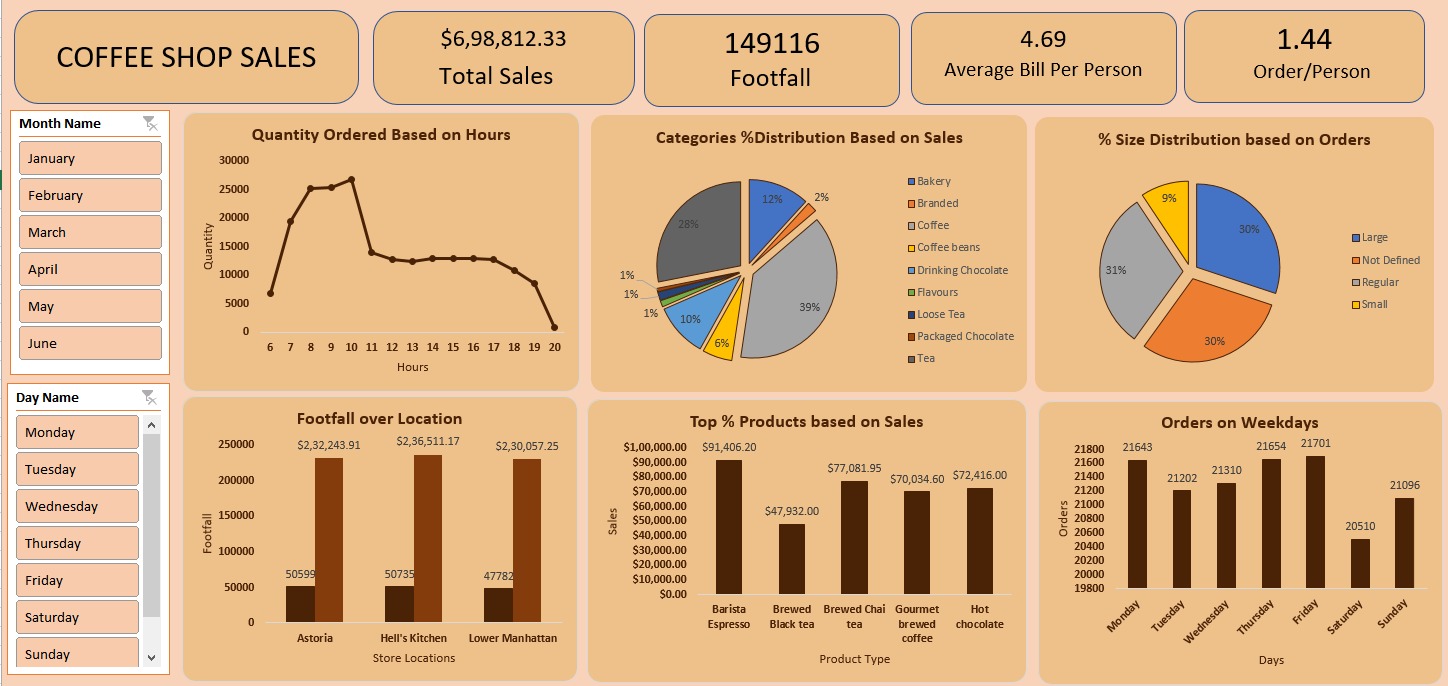 COFFEE SHOP SALES
$6,98,812.33
Total Sales
149116
Footfall
4.69
Average Bill Per Person
1.44
Order/Person
Month Name
January
February
March
April
May
June
Day Name
Monday
Tuesday
Wednesday
Thursday
Friday
Saturday
Sunday
Quantity Ordered Based on Hours
Quantity
30000
25000
20000
15000
10000
5000
0
6 7 8 9 10 11 12 13 14 15 16 17 18 19 20
Hours
Categories %Distribution Based on Sales
12%
2%
39%
6%
10%
1%
1%
1%
28%
Bakery
Branded
Coffee
Coffee beans
Drinking Chocolate
Flavours
Loose Tea
Packaged Chocolate
Tea
% Size Distribution based on Orders
30%
30%
31%
9%
Large
Not Defined
Regular
Small
Footfall over Location
Footfall
250000
200000
150000
100000
50000
0
$2,32,243.91 $2,36,511.17 $2,30,057.25
50599 50735 47782
Astoria Hell's Kitchen Lower Manhattan
Store Locations
Top % Products based on Sales
Sales
$1,00,000.00
$90,000.00
$80,000.00
$70,000.00
$60,000.00
$50,000.00
$40,000.00
$30,000.00
$20,000.00
$10,000.00
$0.00
$91,406.20
$47,932.00
$77,081.95
$70,034.60
$72,416.00
Barista
Espresso
Brewed
Black tea
Brewed Chai
tea
Gourmet
brewed
coffee
Hot
chocolate
Product Type
Orders on Weekdays
Orders
21800
21600
21400
21200
21000
20800
20600
20400
20200
20000
19800
21643
21202
21310
21654
21701
20510
21096
Monday
Tuesday
Wednesday
Thursday
Friday
Saturday
Sunday
Days